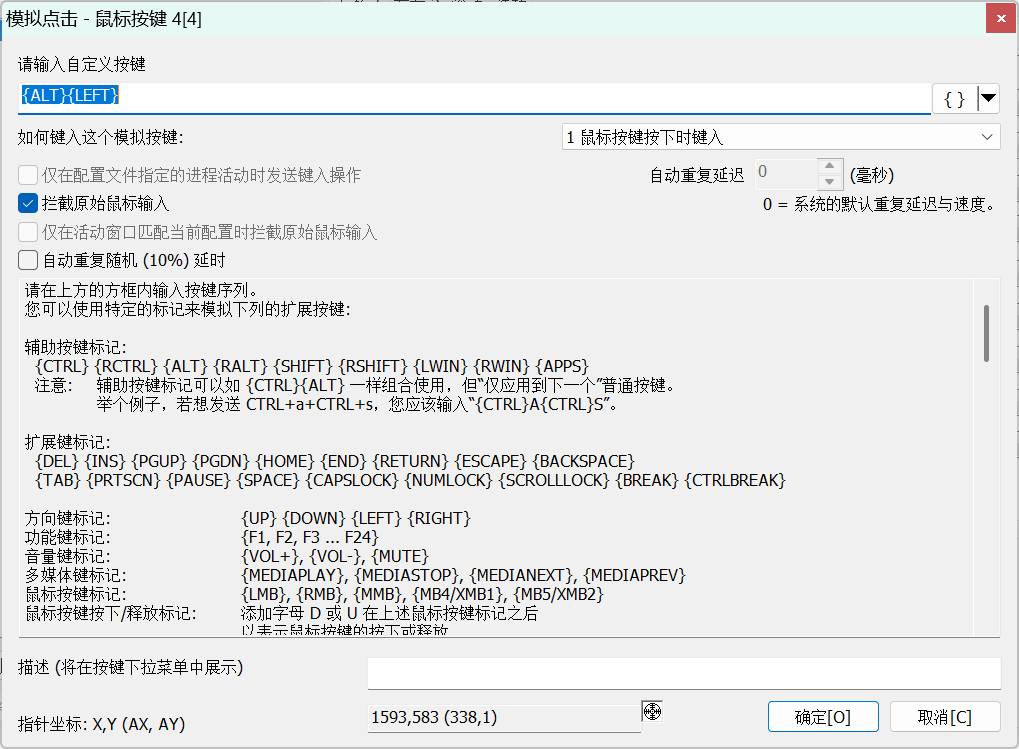 模拟点击 - 鼠标按键 4[4]
请输入自定义按键
{ALT}{LEFT}
{ }
如何键入这个模拟按键:
1 鼠标按键按下时键入
仅在配置文件指定的进程活动时发送键入操作
自动重复延迟 0 (毫秒)
拦截原始鼠标输入
0 = 系统的默认重复延迟与速度。
仅在活动窗口匹配当前配置时拦截原始鼠标输入
自动重复随机 (10%) 延时
请在上方的方框内输入按键序列。
您可以使用特定的标记来模拟下列的扩展按键:
辅助按键标记:
{CTRL} {RCTRL} {ALT} {RALT} {SHIFT} {RSHIFT} {LWIN} {RWIN} {APPS}
注意: 辅助按键标记可以如 {CTRL}{ALT} 一样组合使用，但“仅应用到下一个”普通按键。
举个例子，若想发送 CTRL+a+CTRL+s，您应该输入“{CTRL}A{CTRL}S”。
扩展键标记:
{DEL} {INS} {PGUP} {PGDN} {HOME} {END} {RETURN} {ESCAPE} {BACKSPACE}
{TAB} {PRTSCN} {PAUSE} {SPACE} {CAPSLOCK} {NUMLOCK} {SCROLLLOCK} {BREAK} {CTRLBREAK}
方向键标记: {UP} {DOWN} {LEFT} {RIGHT}
功能键标记: {F1, F2, F3 ... F24}
音量键标记: {VOL+}, {VOL-}, {MUTE}
多媒体键标记: {MEDIAPLAY}, {MEDIASTOP}, {MEDIANEXT}, {MEDIAPREV}
鼠标按键标记: {LMB}, {RMB}, {MMB}, {MB4/XMB1}, {MB5/XMB2}
鼠标按键按下/释放标记: 添加字母 D 或 U 在上述鼠标按键标记之后
以表示鼠标按键的按下或释放
描述 (将在按键下拉菜单中展示)
指针坐标: X,Y (AX, AY)
1593,583 (338,1)
确定[O]
取消[C]